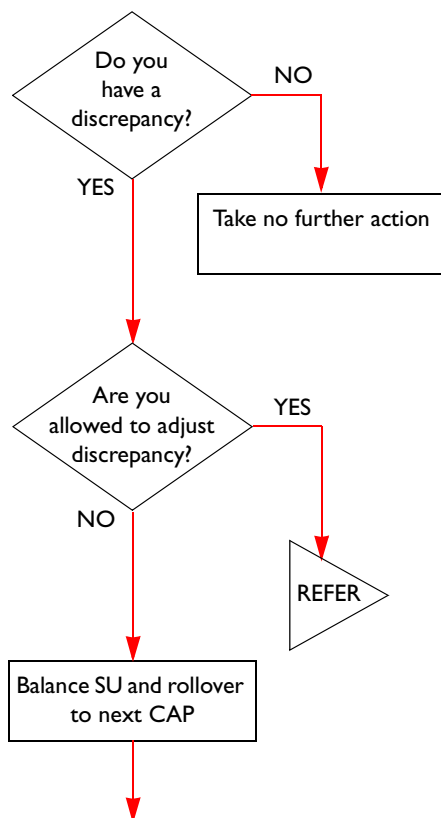 Do you
have a
discrepancy?
NO
YES
Take no further action
Are you
allowed to adjust
discrepancy?
YES
NO
REFER
Balance SU and rollover
to next CAP